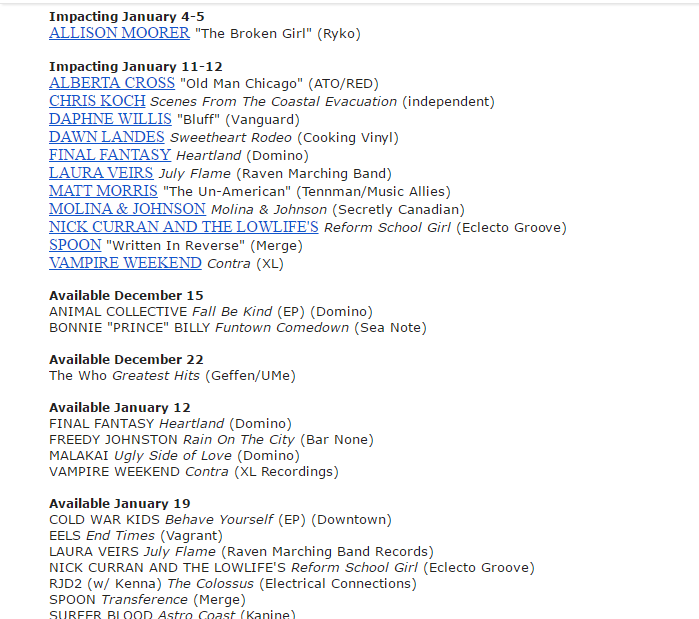 Impacting January 4-5
ALLISON MOORER "The Broken Girl" (Ryko)
Impacting January 11-12
ALBERTA CROSS "Old Man Chicago" (ATO/RED)
CHRIS KOCH Scenes From The Coastal Evacuation (independent)
DAPHNE WILLIS "Bluff" (Vanguard)
DAWN LANDES Sweetheart Rodeo (Cooking Vinyl)
FINAL FANTASY Heartland (Domino)
LAURA VEIRS July Flame (Raven Marching Band)
MATT MORRIS "The Un-American" (Tennman/Music Allies)
MOLINA & JOHNSON Molina & Johnson (Secretly Canadian)
NICK CURRAN AND THE LOWLIFE'S Reform School Girl (Eclecto Groove)
SPOON "Written In Reverse" (Merge)
VAMPIRE WEEKEND Contra (XL)
Available December 15
ANIMAL COLLECTIVE Fall Be Kind (EP) (Domino)
BONNIE "PRINCE" BILLY Funtown Comedown (Sea Note)
Available December 22
The Who Greatest Hits (Geffen/UMe)
Available January 12
FINAL FANTASY Heartland (Domino)
FREEDY JOHNSTON Rain On The City (Bar None)
MALAKAI Ugly Side of Love (Domino)
VAMPIRE WEEKEND Contra (XL Recordings)
Available January 19
COLD WAR KIDS Behave Yourself (EP) (Downtown)
EELS End Times (Vagrant)
LAURA VEIRS July Flame (Raven Marching Band Records)
NICK CURRAN AND THE LOWLIFE'S Reform School Girl (Eclecto Groove)
RJD2 (w/ Kenna) The Colossus (Electrical Connections)
SPOON Transference (Merge)
SURFER BLOOD Astro Coast (Kanine)